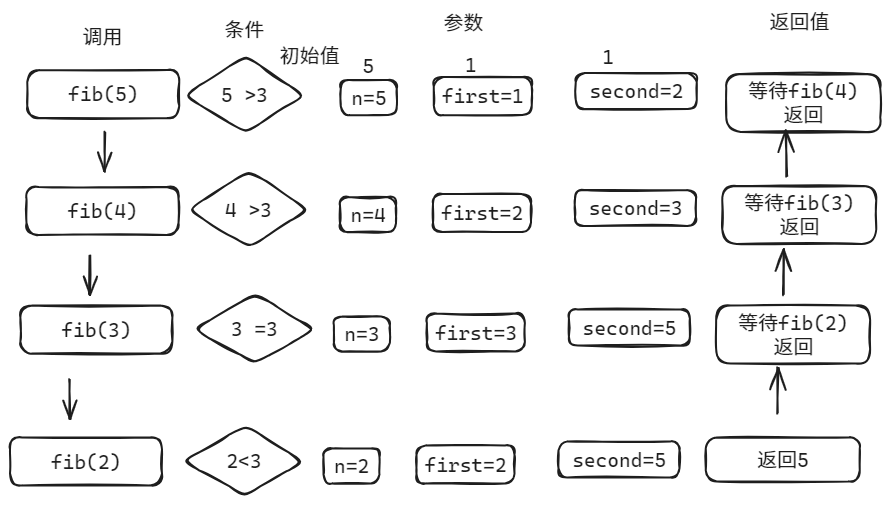 调用
条件
参数
返回值
初始值
5
1
1
fib(5)
5 >3
n=5
first=1
second=2
等待fib(4)
返回
fib(4)
4 >3
n=4
first=2
second=3
等待fib(3)
返回
fib(3)
3 =3
n=3
first=3
second=5
等待fib(2)
返回
fib(2)
2<3
n=2
first=2
second=5
返回5